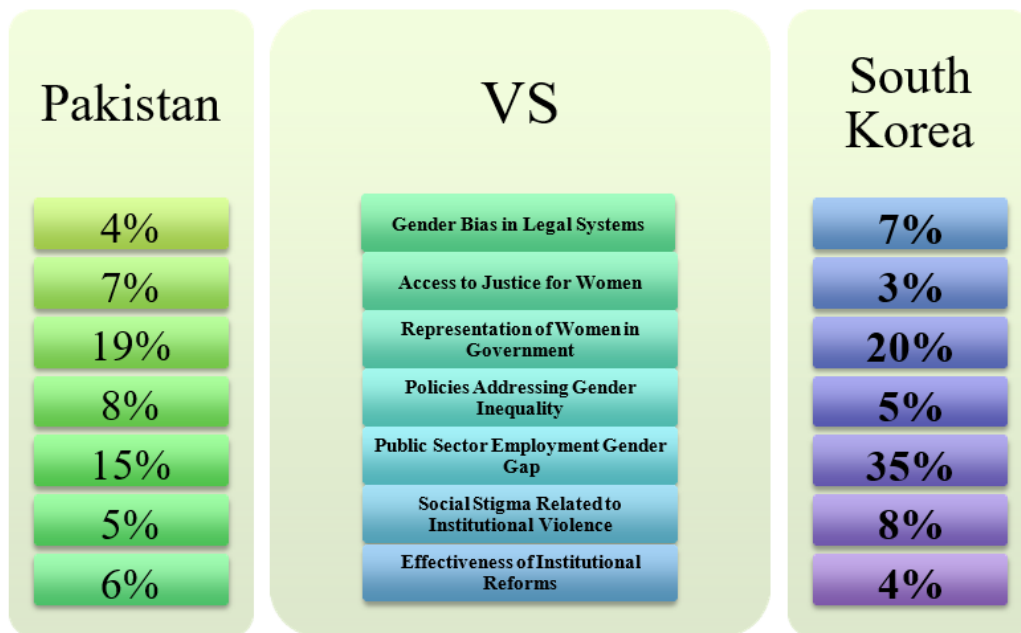 Pakistan
VS
South
Korea
4%
Gender Bias in Legal Systems
7%
7%
Access to Justice for Women
3%
19%
Representation of Women in
Government
20%
8%
Policies Addressing Gender
Inequality
5%
15%
Public Sector Employment Gender
Gap
35%
5%
Social Stigma Related to
Institutional Violence
8%
6%
Effectiveness of Institutional
Reforms
4%